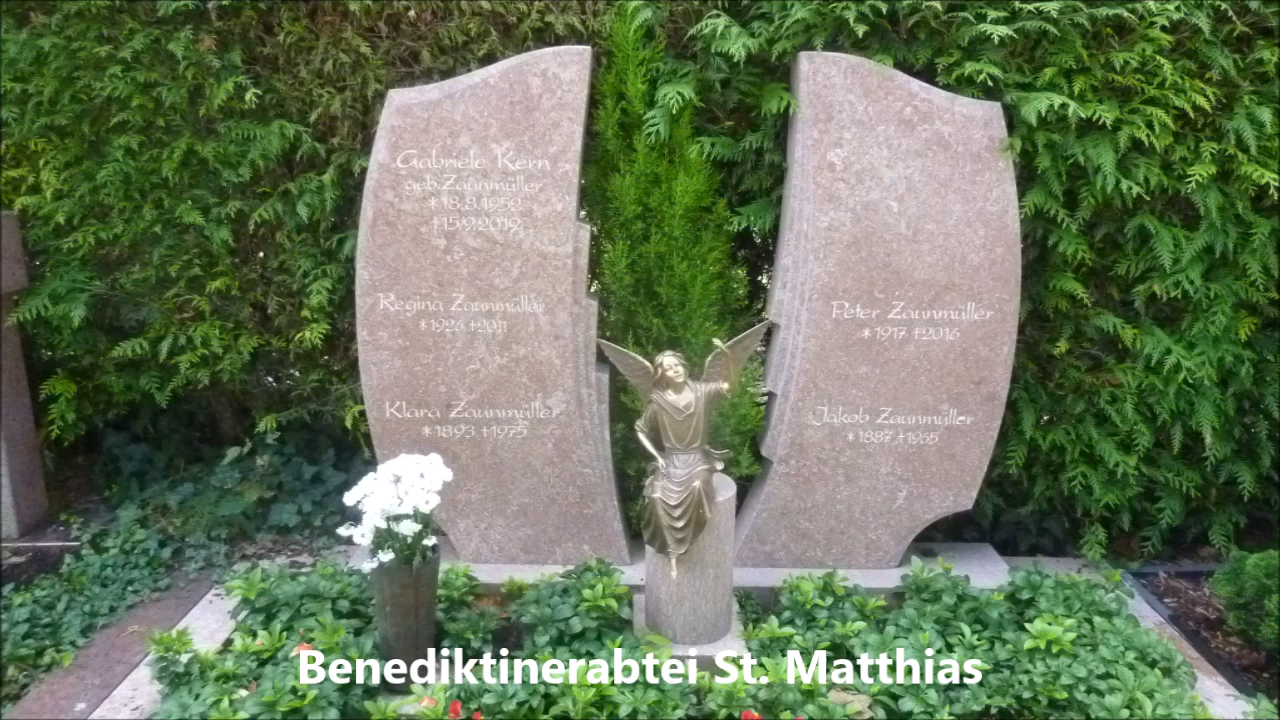 Gabriele Kern
geb. Zaunmüller
*18.8.1952
†15.9.2019
Regina Zaunmüller
*1926 †2011
Klara Zaunmüller
*1893 †1975
Peter Zaunmüller
*1917 †2016
Jakob Zaunmüller
*1887 †1965
Benediktinerabtei St. Matthias